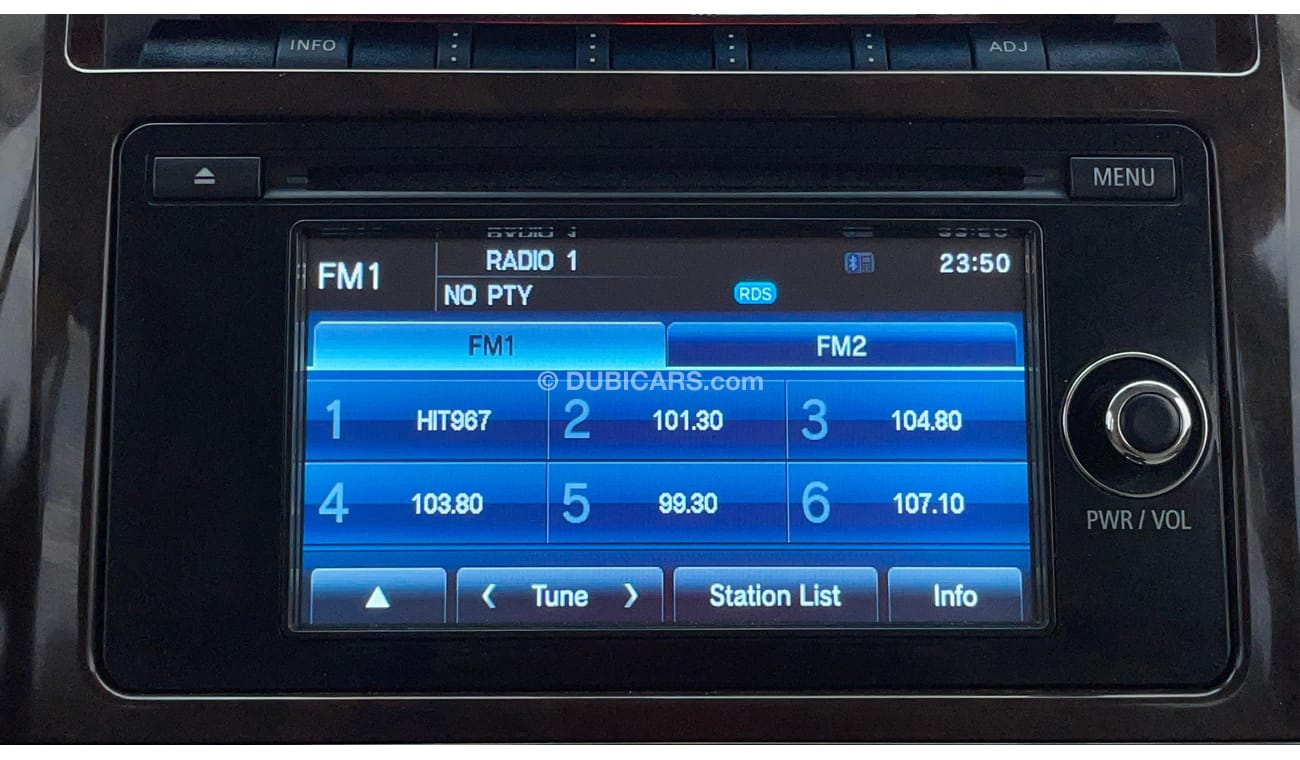 INFO ADJ
MENU
RADIO 1
FM1 23:50
NO PTY RDS
FM1 FM2
© DUBICARS.com
1 HIT967 2 101.30 3 104.80
4 103.80 5 99.30 6 107.10
PWR / VOL
Tune Station List Info